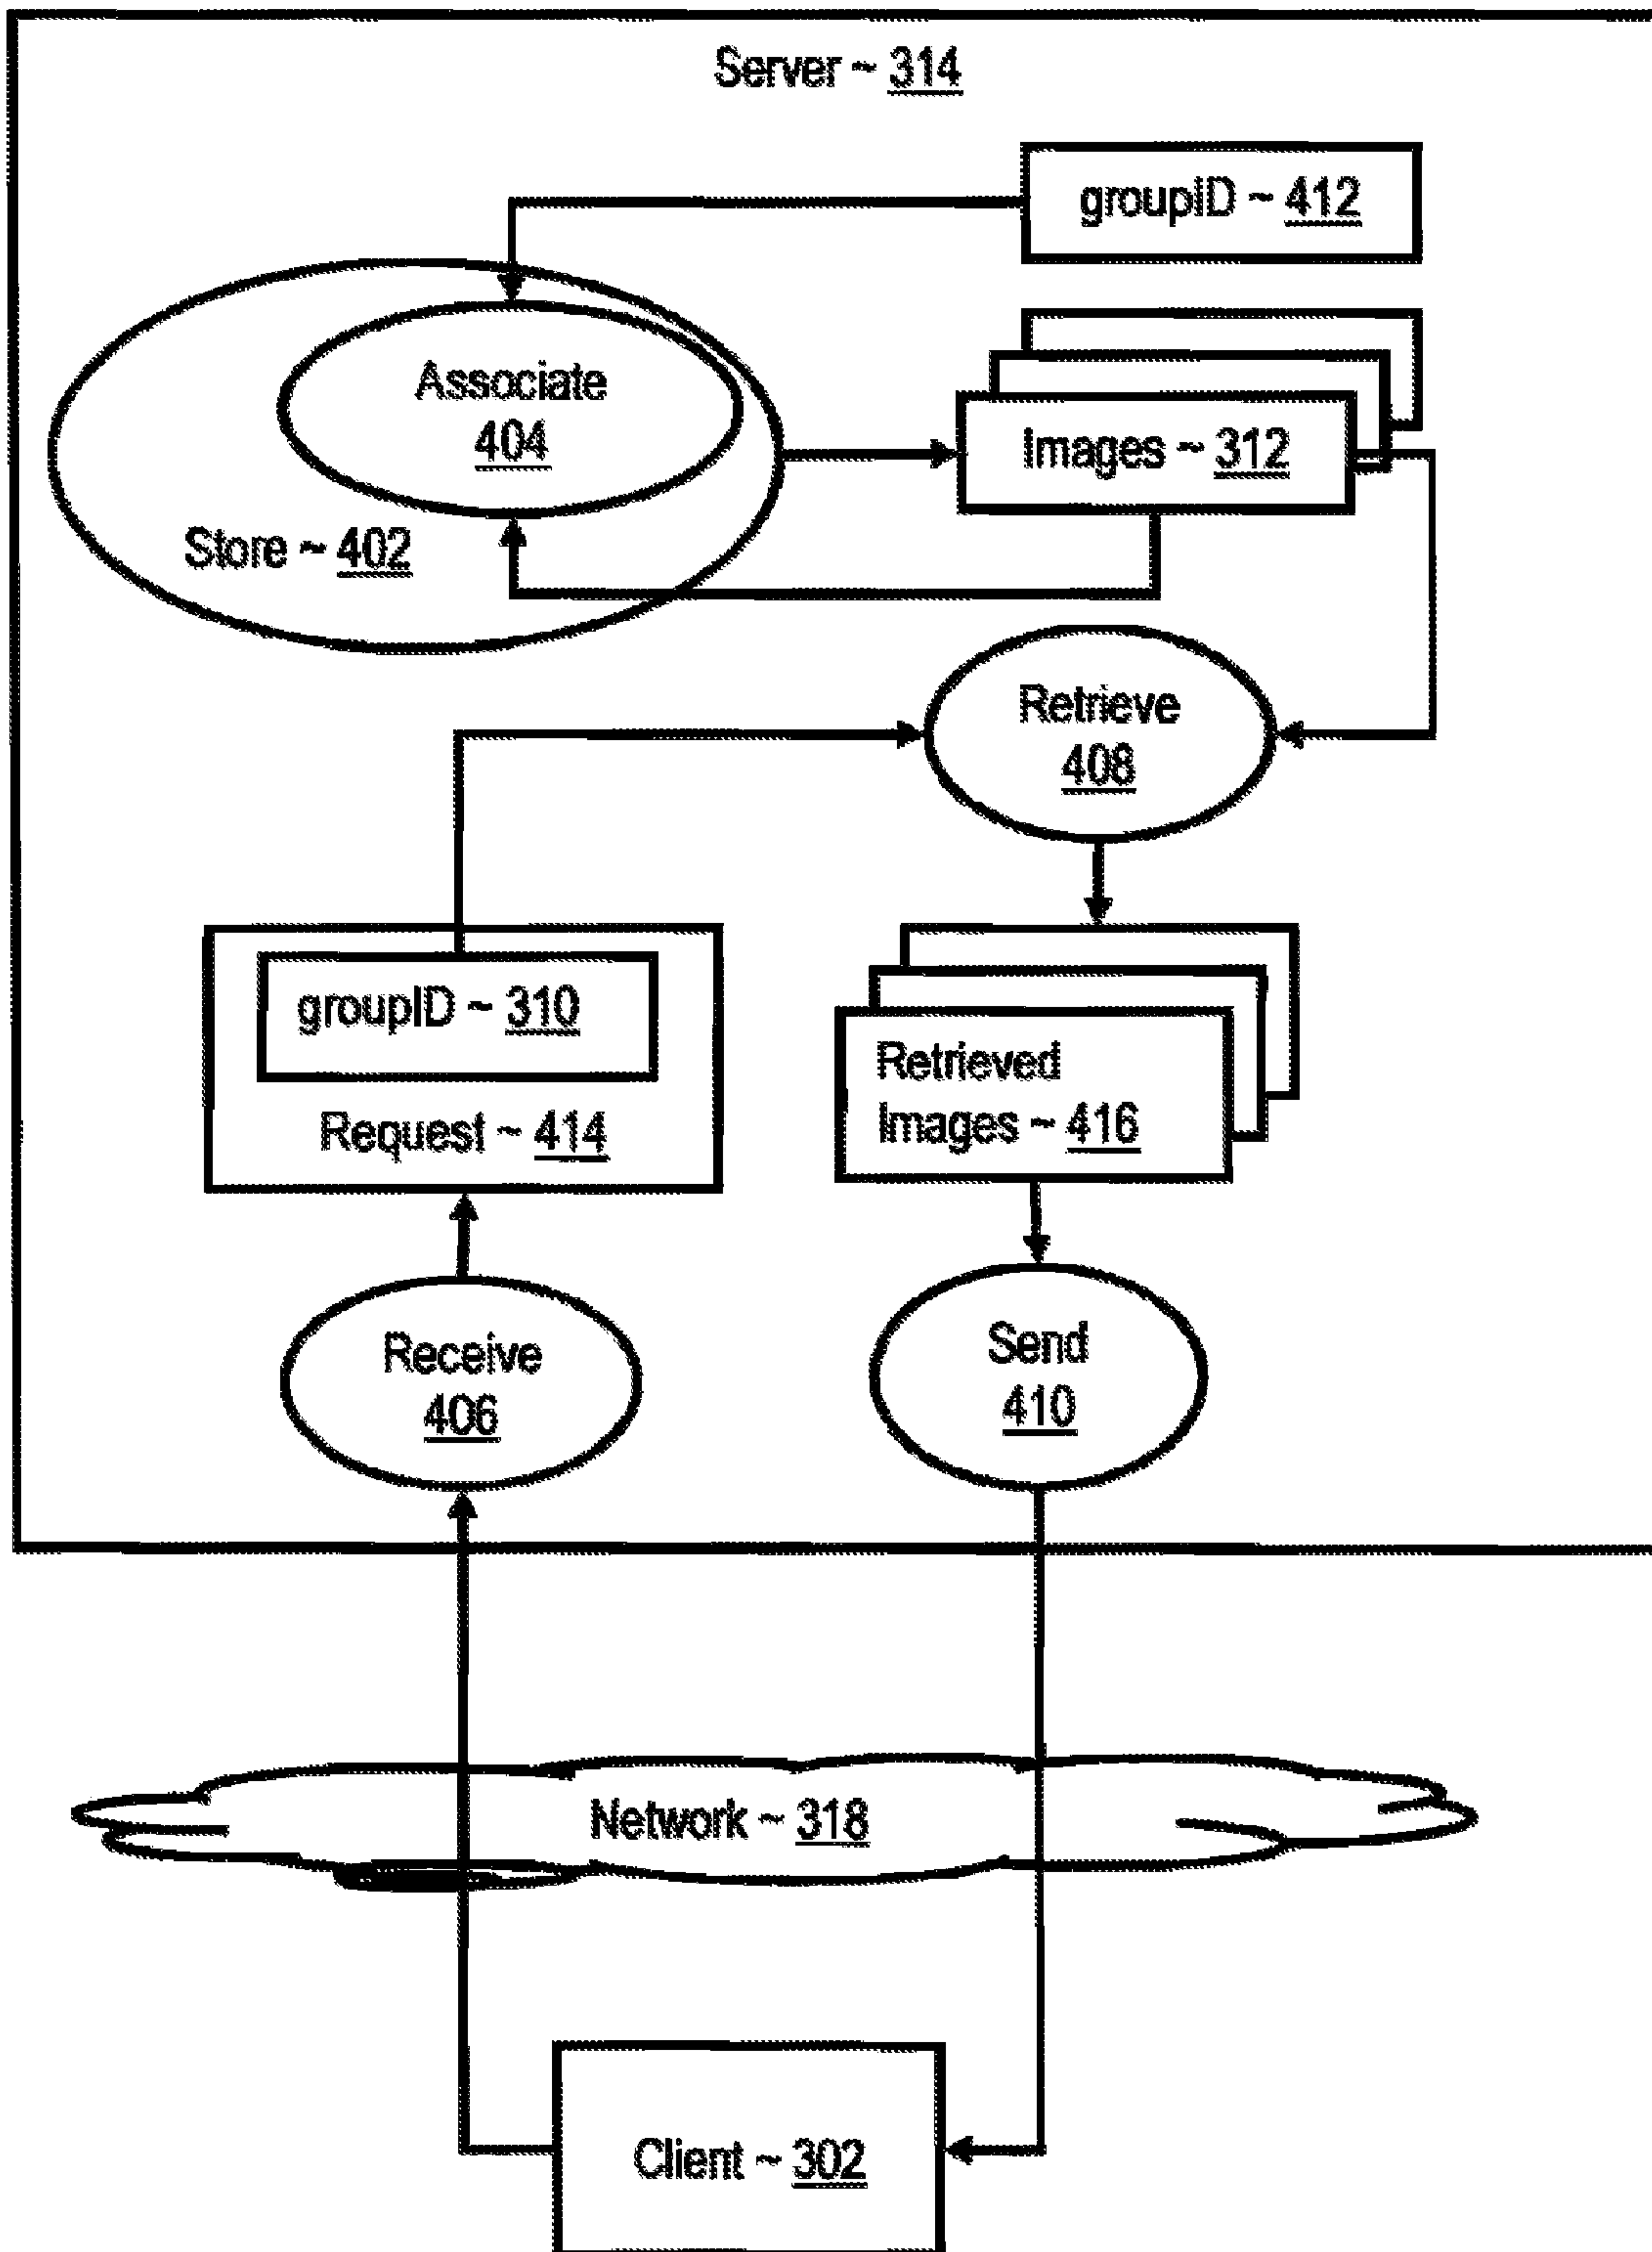 Server ~ 314
groupID ~ 412
Associate
404
Images ~ 312
Store ~ 402
Retrieve
408
groupID ~ 310
Request ~ 414
Retrieved
Images ~ 416
Receive
406
Send
410
Network ~ 318
Client ~ 302